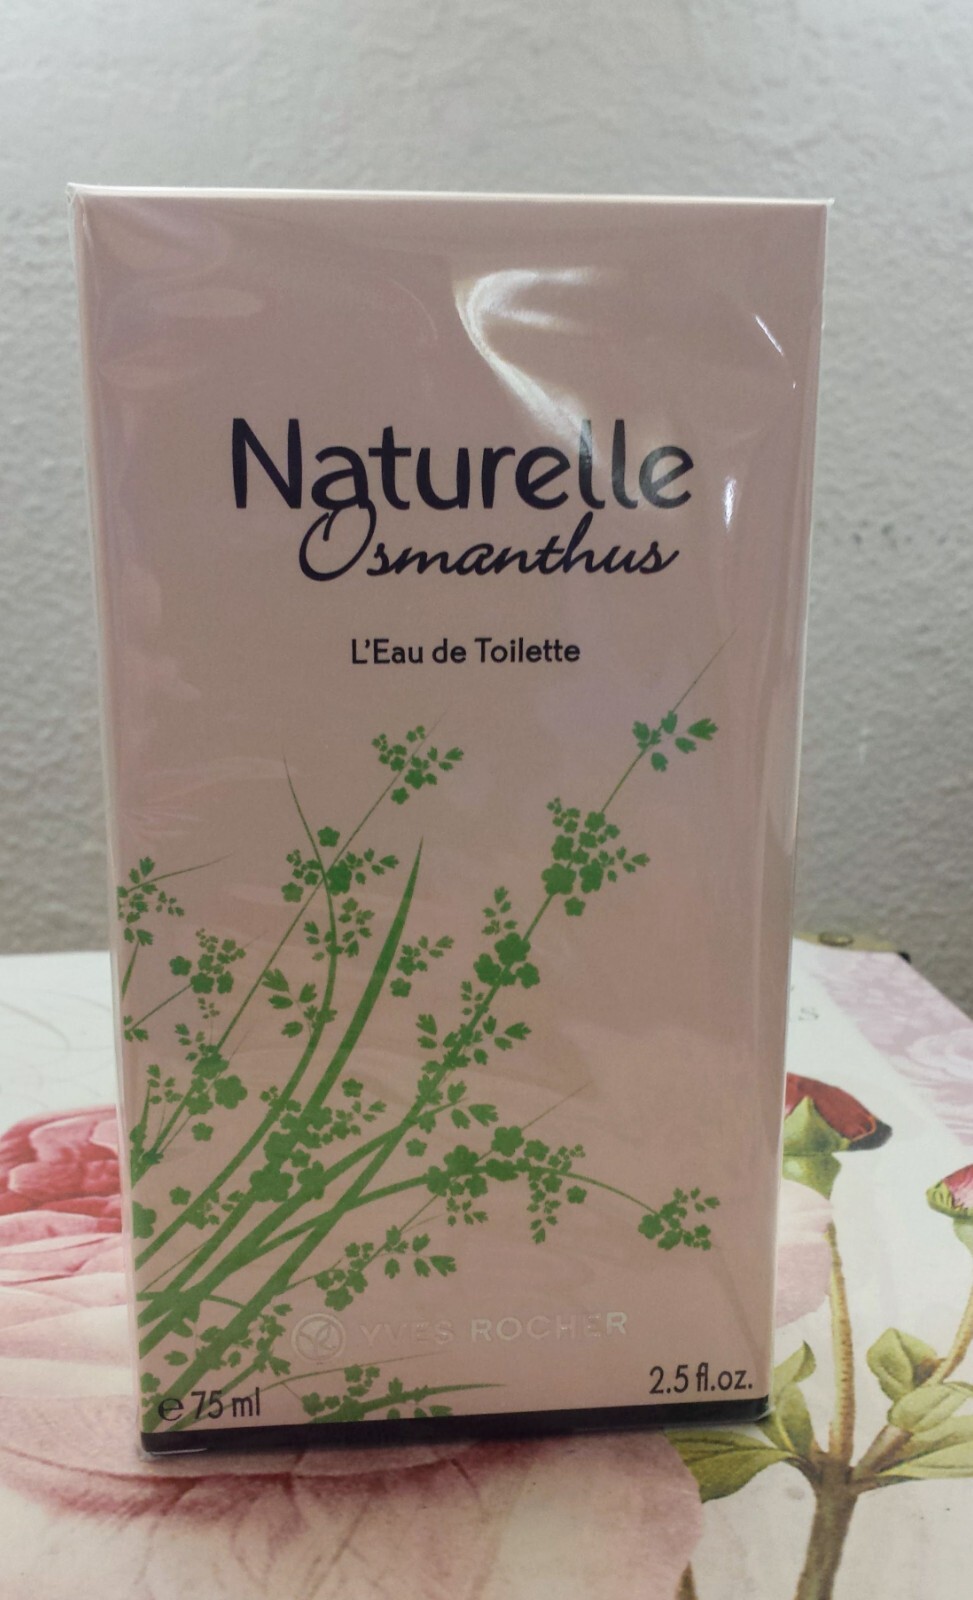 Naturelle
Osmanthus
L'Eau de Toilette
YVES ROCHER
℮ 75 ml
2.5 fl.oz.